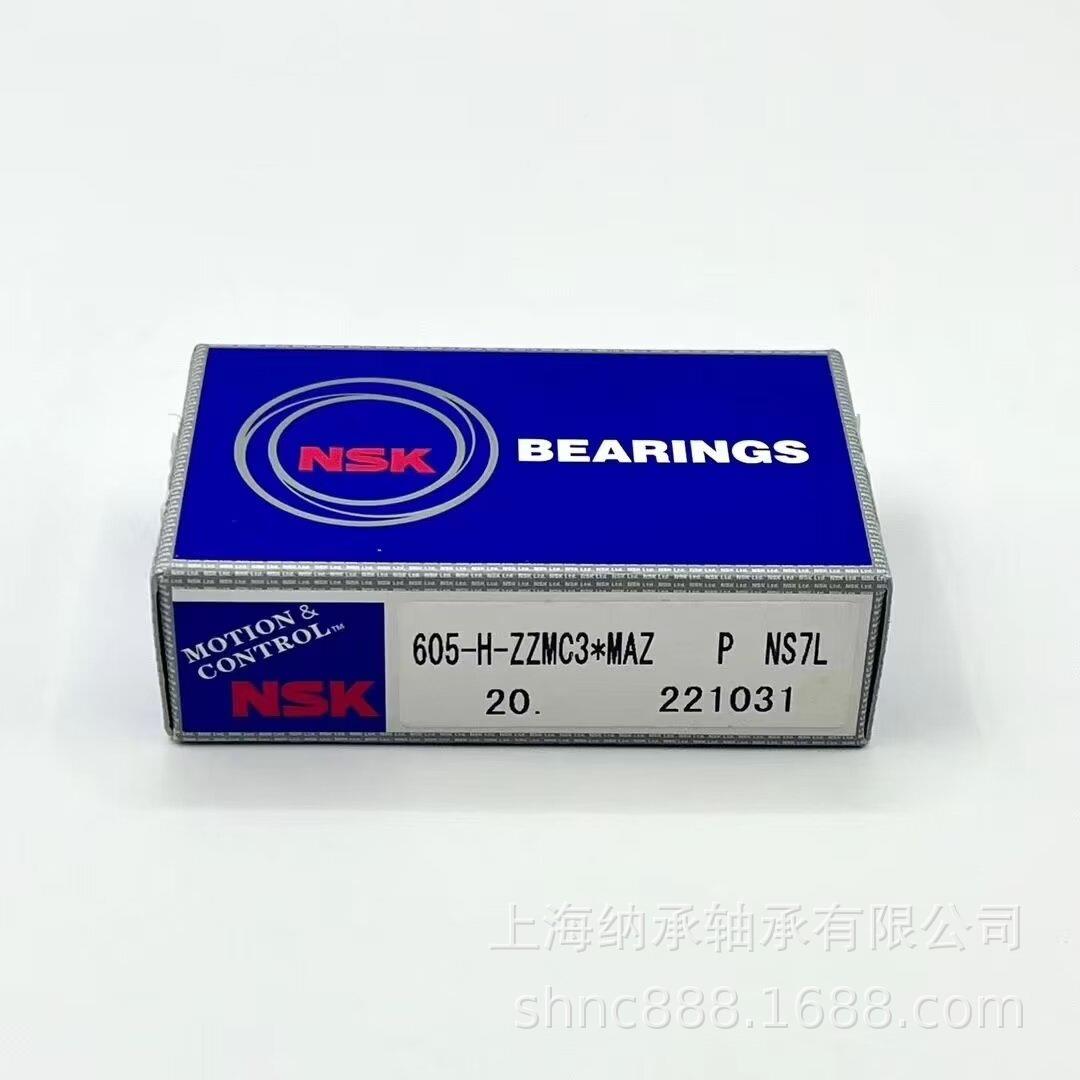 NSK
BEARINGS
MOTION &
CONTROL™
NSK
605-H-ZZMC3*MAZ P NS7L
20. 221031
上海纳承轴承有限公司
shnc888.1688.com